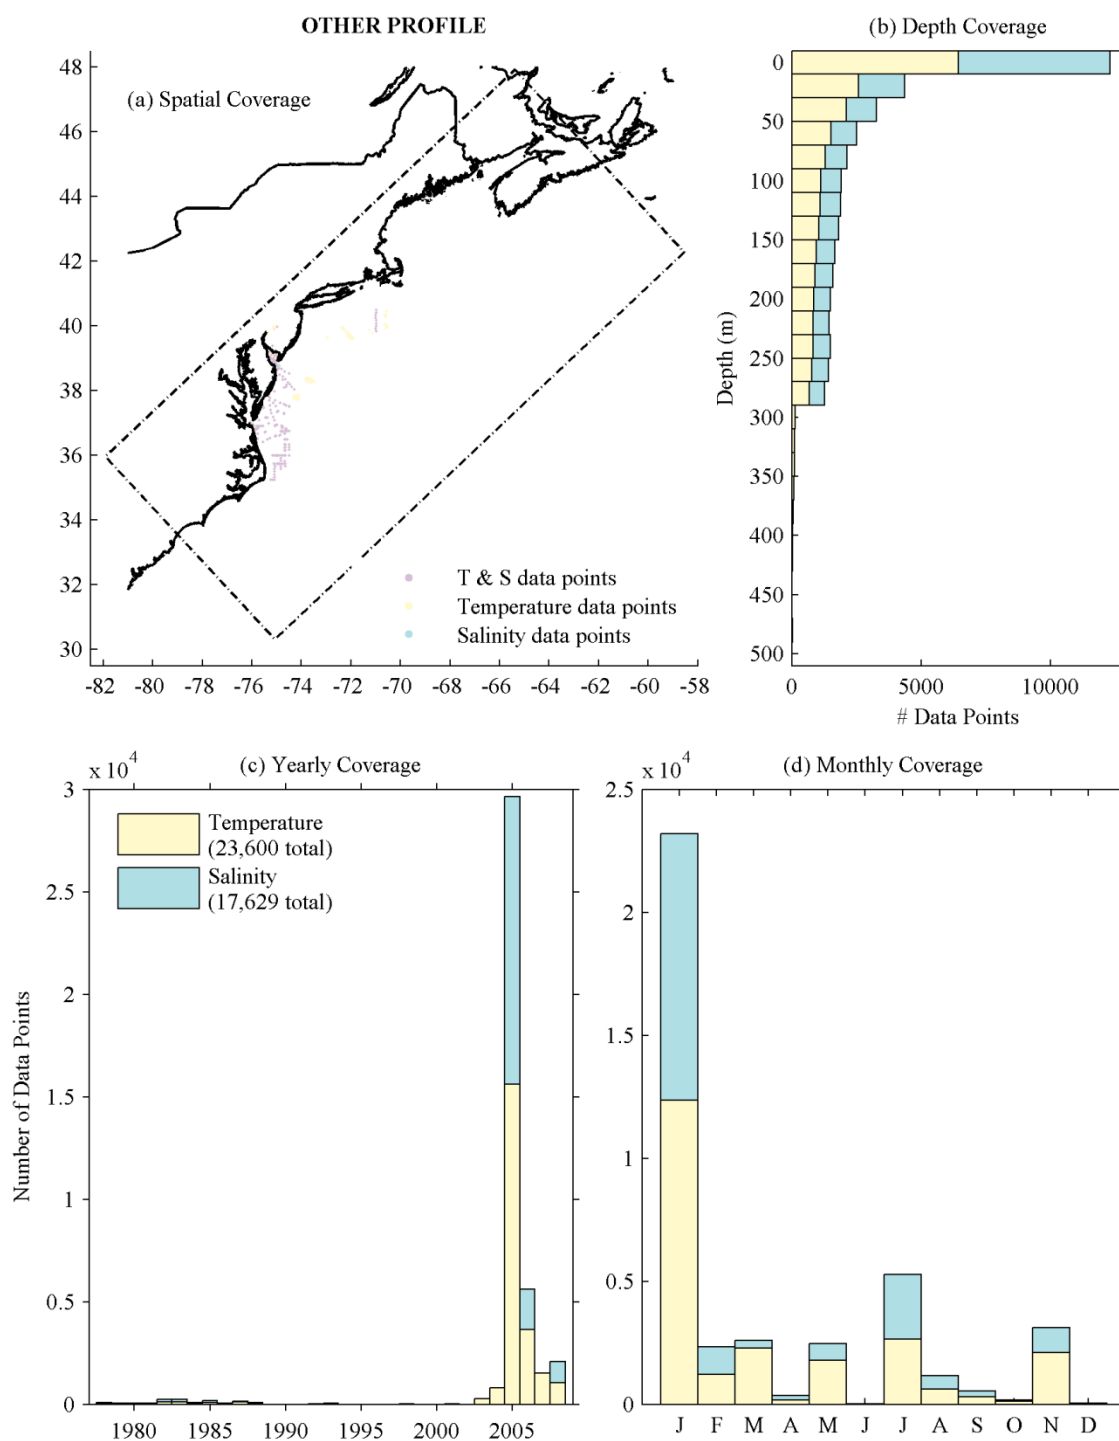 OTHER PROFILE
(a) Spatial Coverage
48
46
44
42
40
38
36
34
32
30
-82 -80 -78 -76 -74 -72 -70 -68 -66 -64 -62 -60 -58
T & S data points
Temperature data points
Salinity data points
(b) Depth Coverage
Depth (m)
0
50
100
150
200
250
300
350
400
450
500
0 5000 10000
# Data Points
(c) Yearly Coverage
x 10^4
Number of Data Points
3
2.5
2
1.5
1
0.5
0
Temperature
(23,600 total)
Salinity
(17,629 total)
1980 1985 1990 1995 2000 2005
(d) Monthly Coverage
x 10^4
2.5
2
1.5
1
0.5
0
J F M A M J J A S O N D